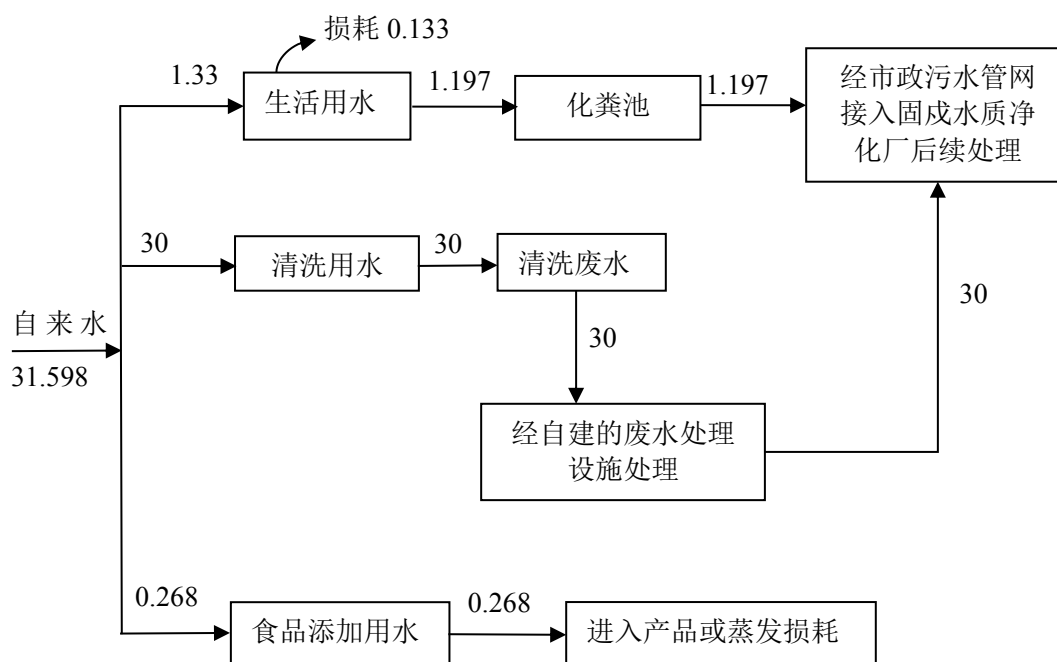 损耗 0.133
1.33
生活用水
1.197
化粪池
1.197
经市政污水管网
接入固戍水质净
化厂后续处理
30
清洗用水
30
清洗废水
30
30
自来水
31.598
经自建的废水处理
设施处理
0.268
食品添加用水
0.268
进入产品或蒸发损耗